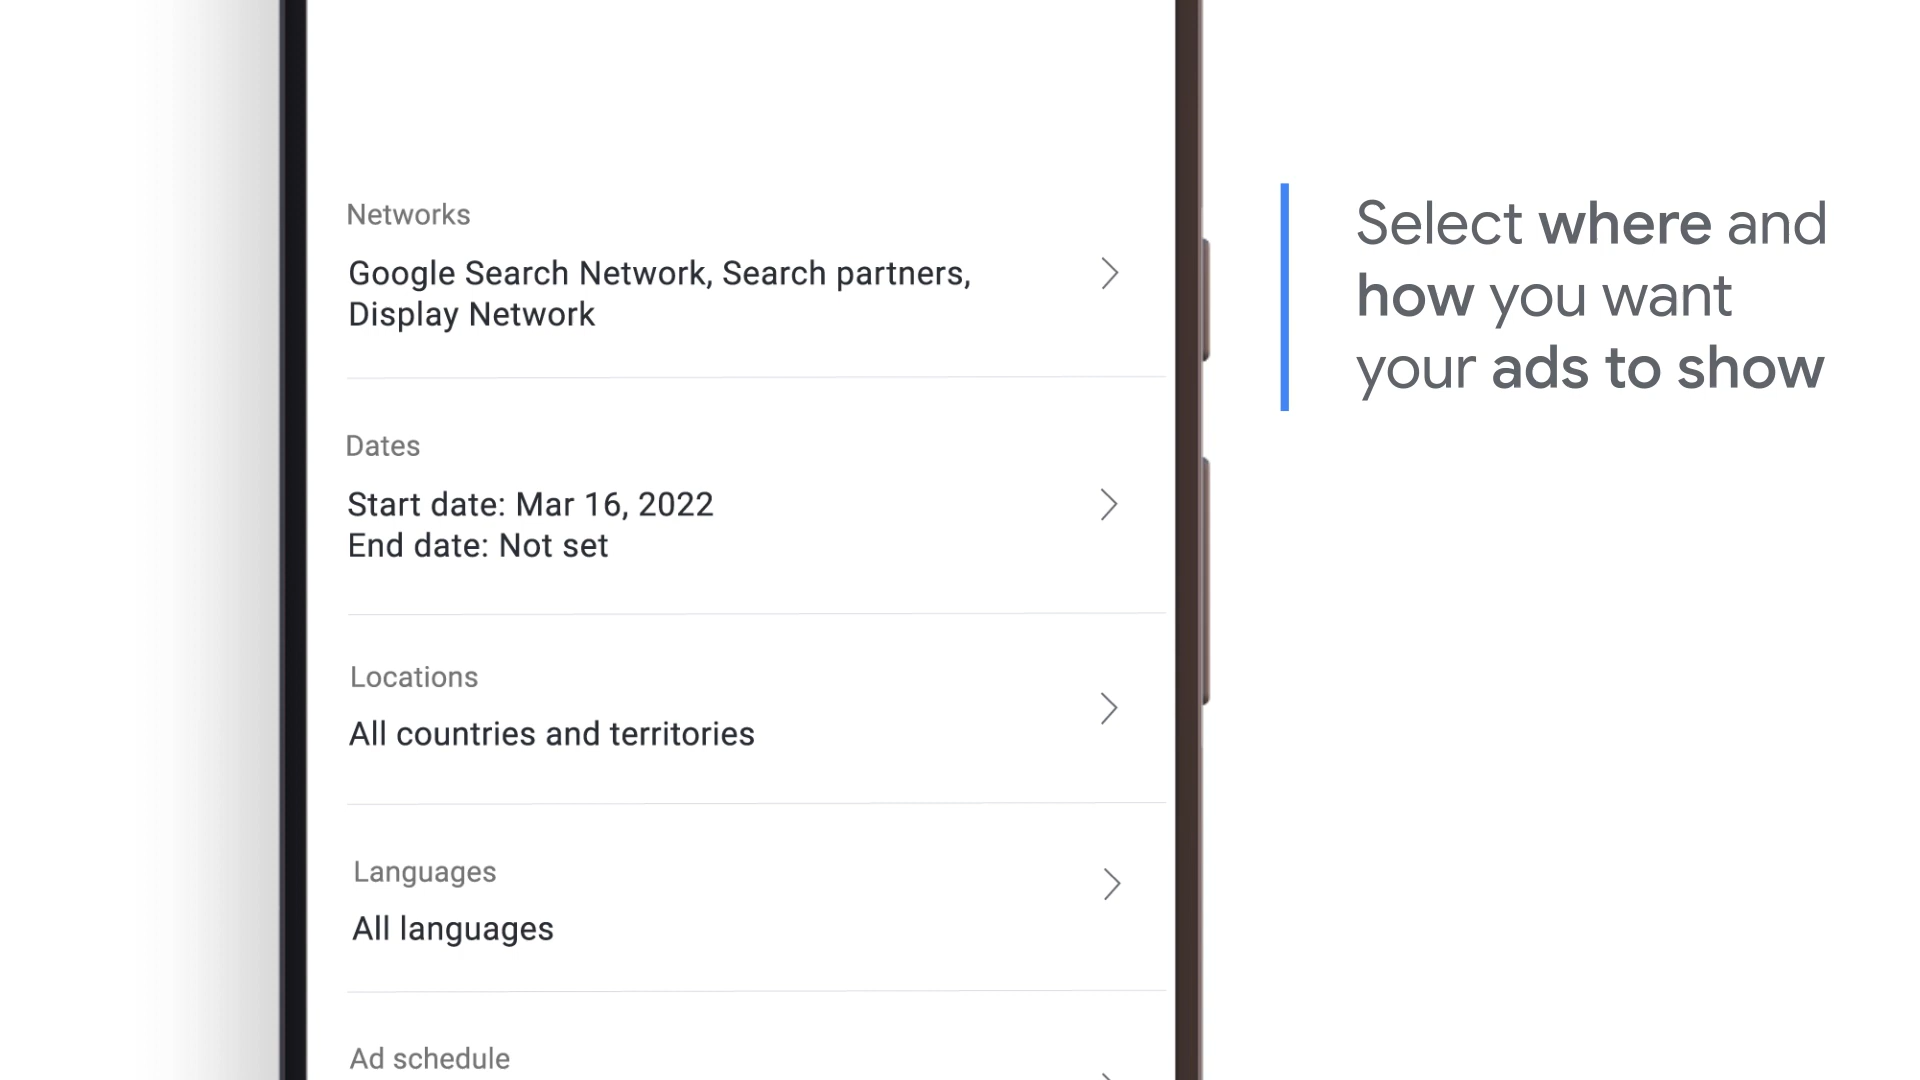 Networks
Google Search Network, Search partners,
Display Network
Dates
Start date: Mar 16, 2022
End date: Not set
Locations
All countries and territories
Languages
All languages
Ad schedule
Select where and
how you want
your ads to show